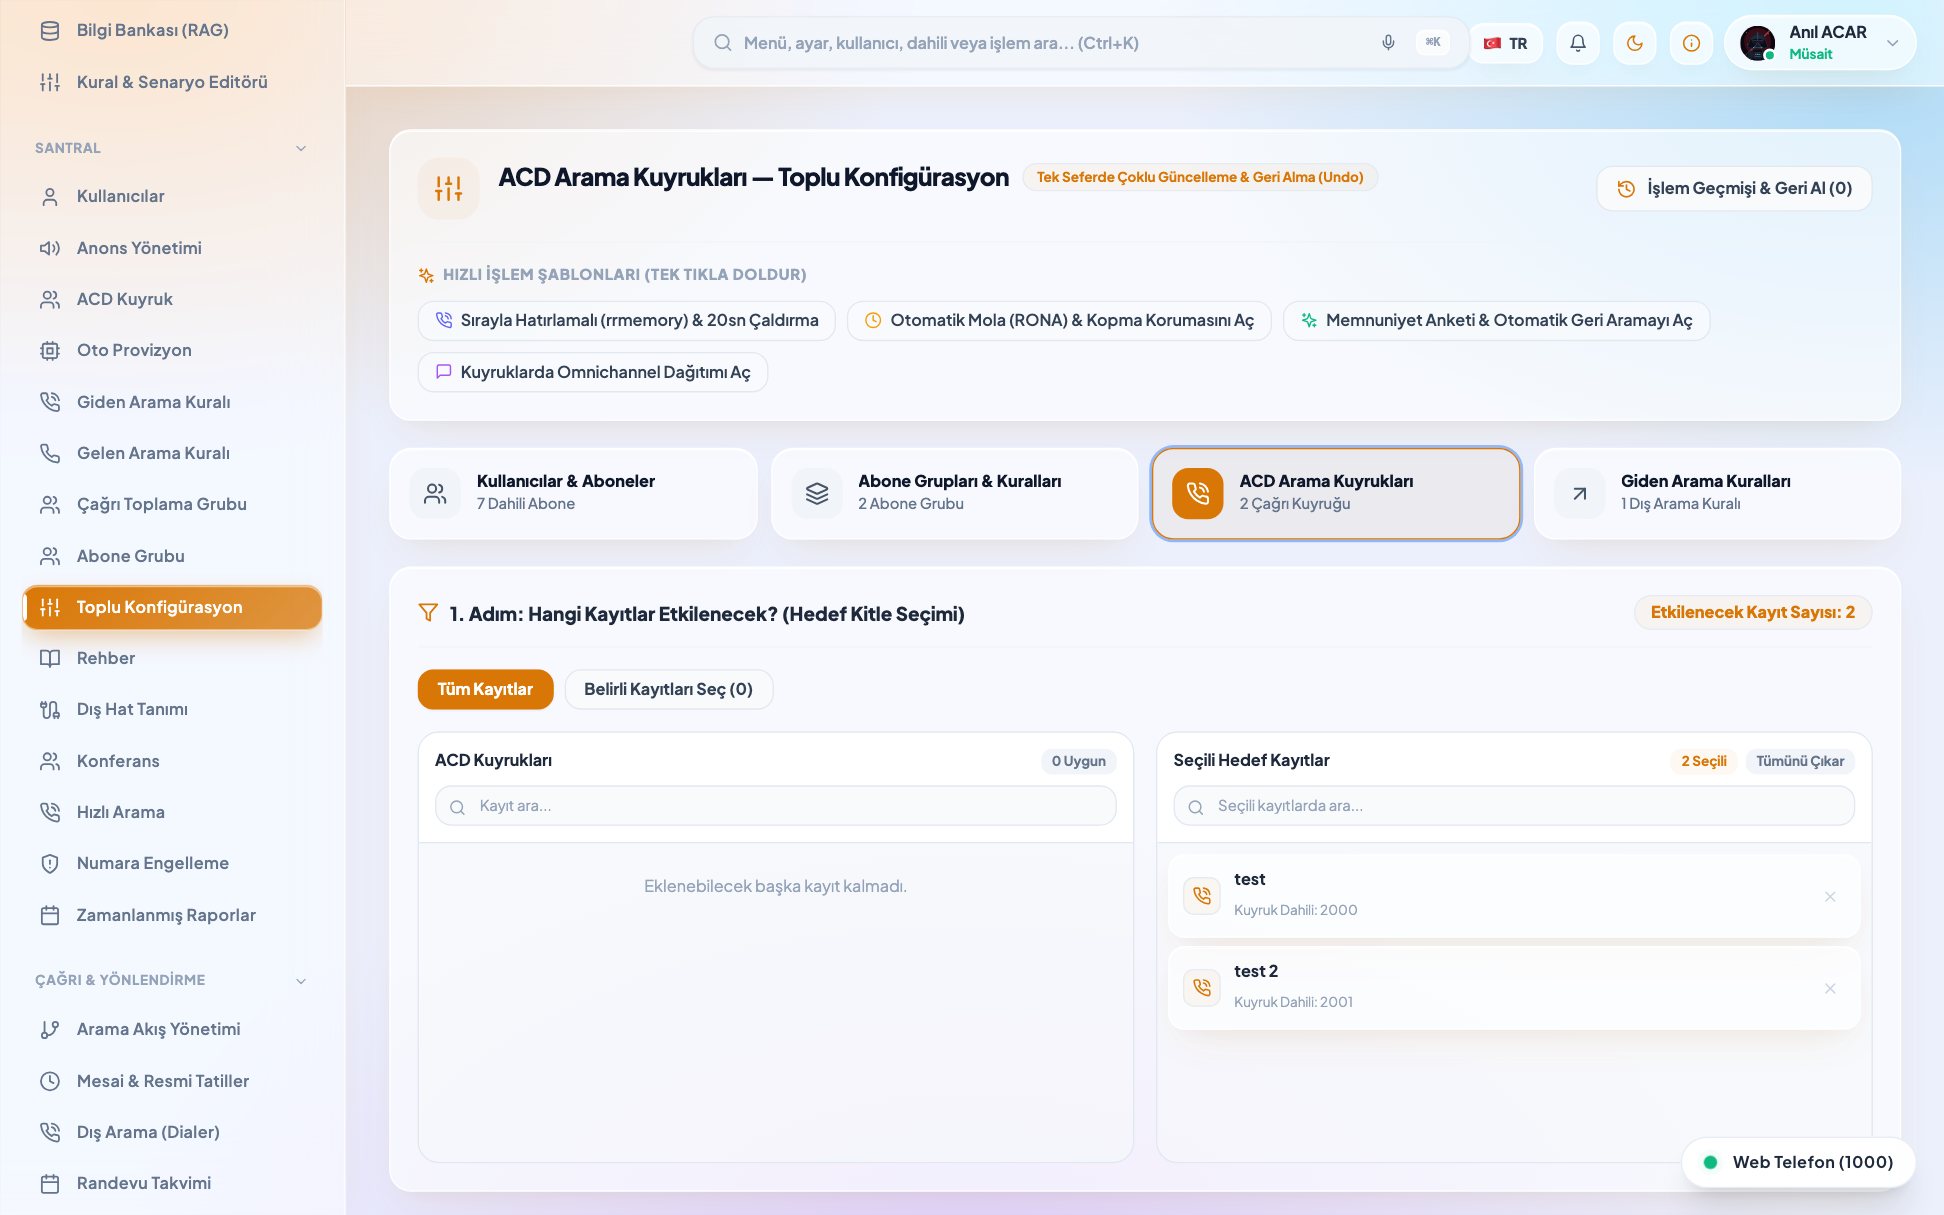 Bilgi Bankası (RAG)
Kural & Senaryo Editörü
SANTRAL
Kullanıcılar
Anons Yönetimi
ACD Kuyruk
Oto Provizyon
Giden Arama Kuralı
Gelen Arama Kuralı
Çağrı Toplama Grubu
Abone Grubu
Toplu Konfigürasyon
Rehber
Dış Hat Tanımı
Konferans
Hızlı Arama
Numara Engelleme
Zamanlanmış Raporlar
ÇAĞRI & YÖNLENDİRME
Arama Akış Yönetimi
Mesai & Resmi Tatiller
Dış Arama (Dialer)
Randevu Takvimi
Menü, ayar, kullanıcı, dahili veya işlem ara... (Ctrl+K)
⌘K
TR
Anıl ACAR
Müsait
ACD Arama Kuyrukları — Toplu Konfigürasyon
Tek Seferde Çoklu Güncelleme & Geri Alma (Undo)
İşlem Geçmişi & Geri Al (0)
HIZLI İŞLEM ŞABLONLARI (TEK TIKLA DOLDUR)
Sırayla Hatırlamalı (rrmemory) & 20sn Çaldırma
Otomatik Mola (RONA) & Kopma Korumasını Aç
Memnuniyet Anketi & Otomatik Geri Aramayı Aç
Kuyruklarda Omnichannel Dağıtımı Aç
Kullanıcılar & Aboneler
7 Dahili Abone
Abone Grupları & Kuralları
2 Abone Grubu
ACD Arama Kuyrukları
2 Çağrı Kuyruğu
Giden Arama Kuralları
1 Dış Arama Kuralı
1. Adım: Hangi Kayıtlar Etkilenecek? (Hedef Kitle Seçimi)
Etkilenecek Kayıt Sayısı: 2
Tüm Kayıtlar
Belirli Kayıtları Seç (0)
ACD Kuyrukları
0 Uygun
Kayıt ara...
Eklenebilecek başka kayıt kalmadı.
Seçili Hedef Kayıtlar
2 Seçili
Tümünü Çıkar
Seçili kayıtlarda ara...
test
Kuyruk Dahili: 2000
test 2
Kuyruk Dahili: 2001
Web Telefon (1000)